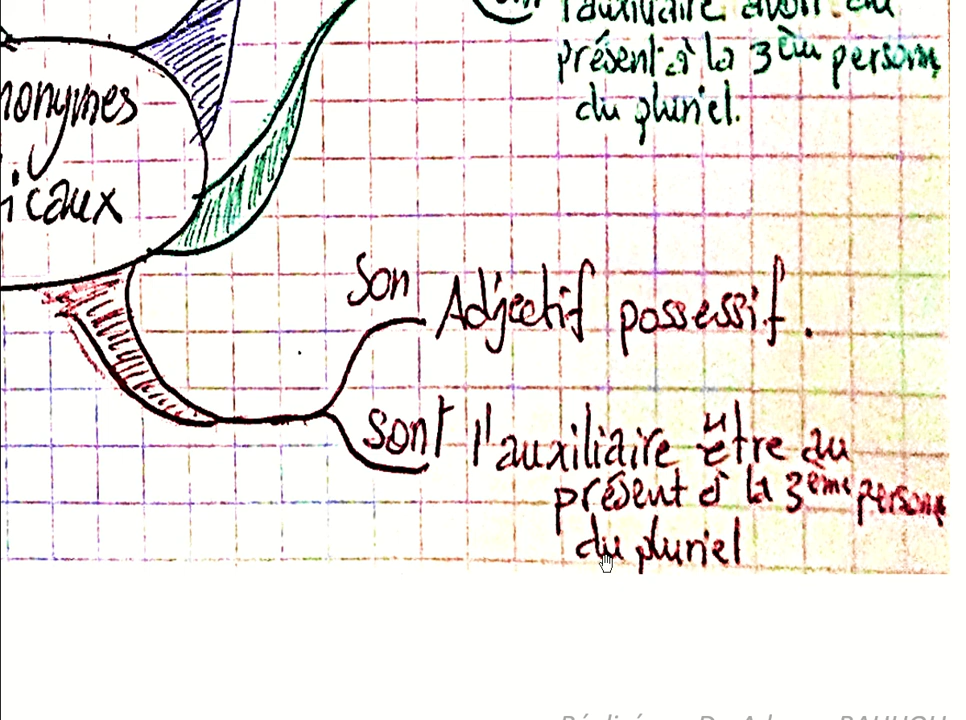 l'auxiliaire avoir au
présent à la 3ème personne
du pluriel.
nonymes
icaux
Son Adjectif possessif.
sont l'auxiliaire "être au
présent à la 3ème personne
du pluriel